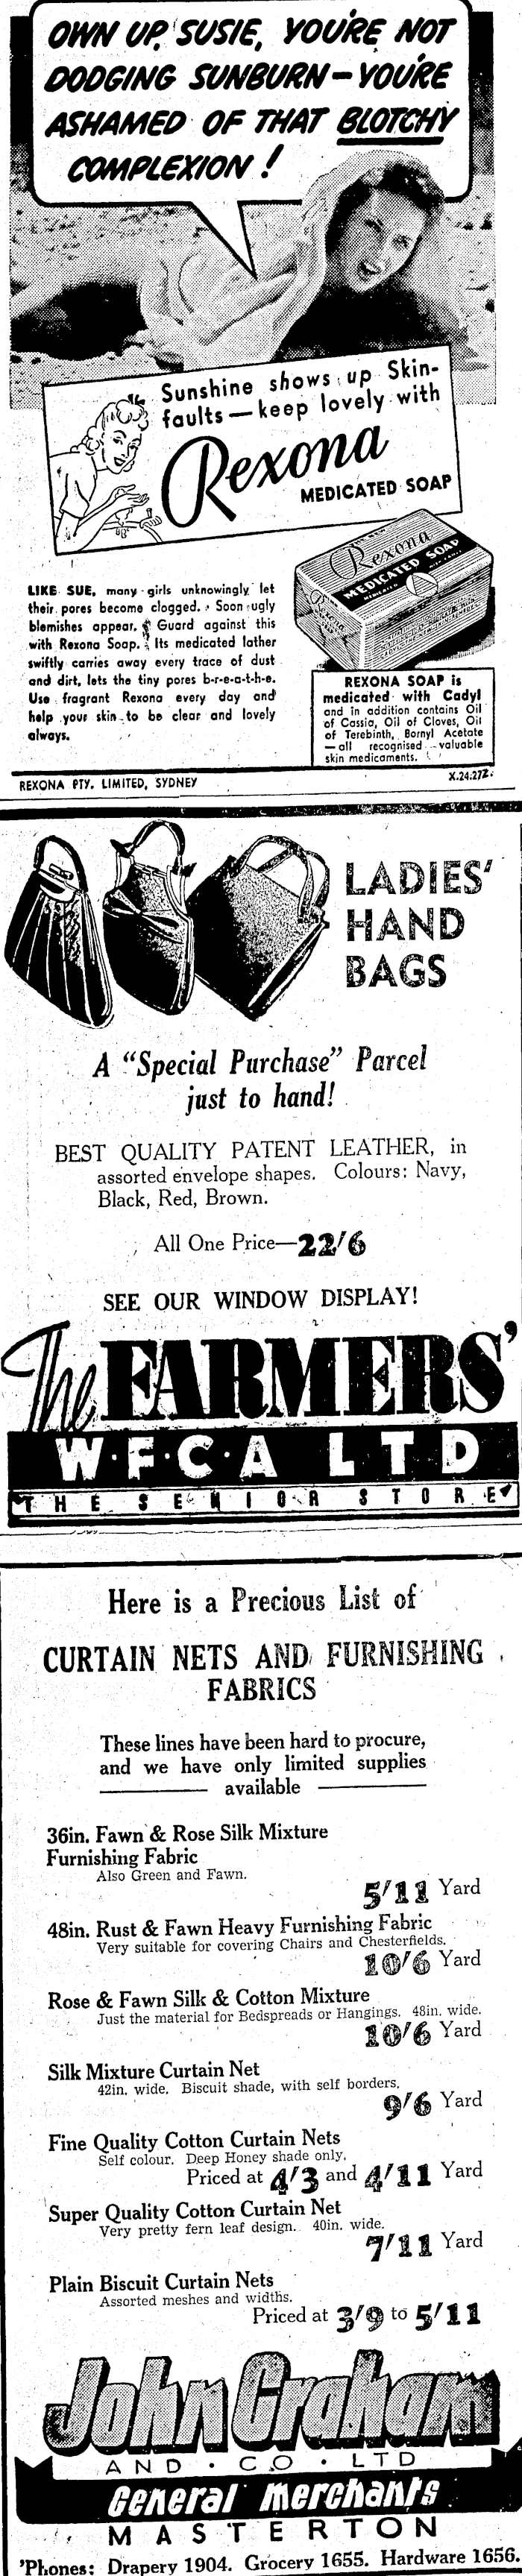 OWN UP, SUSIE, YOU'RE NOT
DODGING SUNBURN—YOU'RE
ASHAMED OF THAT BLOTCHY
COMPLEXION!
Sunshine shows up Skin-
faults—keep lovely with
Rexona
MEDICATED SOAP
Rexona
MEDICATED SOAP
Rexona
LIKE SUE, many girls unknowingly let
their pores become clogged. Soon ugly
blemishes appear. Guard against this
with Rexona Soap. Its medicated lather
swiftly carries away every trace of dust
and dirt, lets the tiny pores b-r-e-a-t-h-e.
Use fragrant Rexona every day and
help your skin to be clear and lovely
always.
REXONA SOAP is
medicated with Cadyl
and in addition contains Oil
of Cassia, Oil of Cloves, Oil
of Terebinth, Bornyl Acetate
—all recognised valuable
skin medicaments.
REXONA PTY. LIMITED, SYDNEY
X.24.27Z.
LADIES'
HAND
BAGS
A "Special Purchase" Parcel
just to hand!
BEST QUALITY PATENT LEATHER, in
assorted envelope shapes. Colours: Navy,
Black, Red, Brown.
All One Price—22/6
SEE OUR WINDOW DISPLAY!
The FARMERS'
W·F·C·A LTD
THE SENIOR STORE
Here is a Precious List of
CURTAIN NETS AND FURNISHING
FABRICS
These lines have been hard to procure,
and we have only limited supplies
available
36in. Fawn & Rose Silk Mixture
Furnishing Fabric
Also Green and Fawn.
5/11 Yard
48in. Rust & Fawn Heavy Furnishing Fabric
Very suitable for covering Chairs and Chesterfields.
10/6 Yard
Rose & Fawn Silk & Cotton Mixture
Just the material for Bedspreads or Hangings. 48in. wide.
10/6 Yard
Silk Mixture Curtain Net
42in. wide. Biscuit shade, with self borders.
9/6 Yard
Fine Quality Cotton Curtain Nets
Self colour. Deep Honey shade only.
Priced at 4/3 and 4/11 Yard
Super Quality Cotton Curtain Net
Very pretty fern leaf design. 40in. wide.
7/11 Yard
Plain Biscuit Curtain Nets
Assorted meshes and widths.
Priced at 3/9 to 5/11
John Graham
AND · CO · LTD
General Merchants
MASTERTON
'Phones: Drapery 1904. Grocery 1655. Hardware 1656.